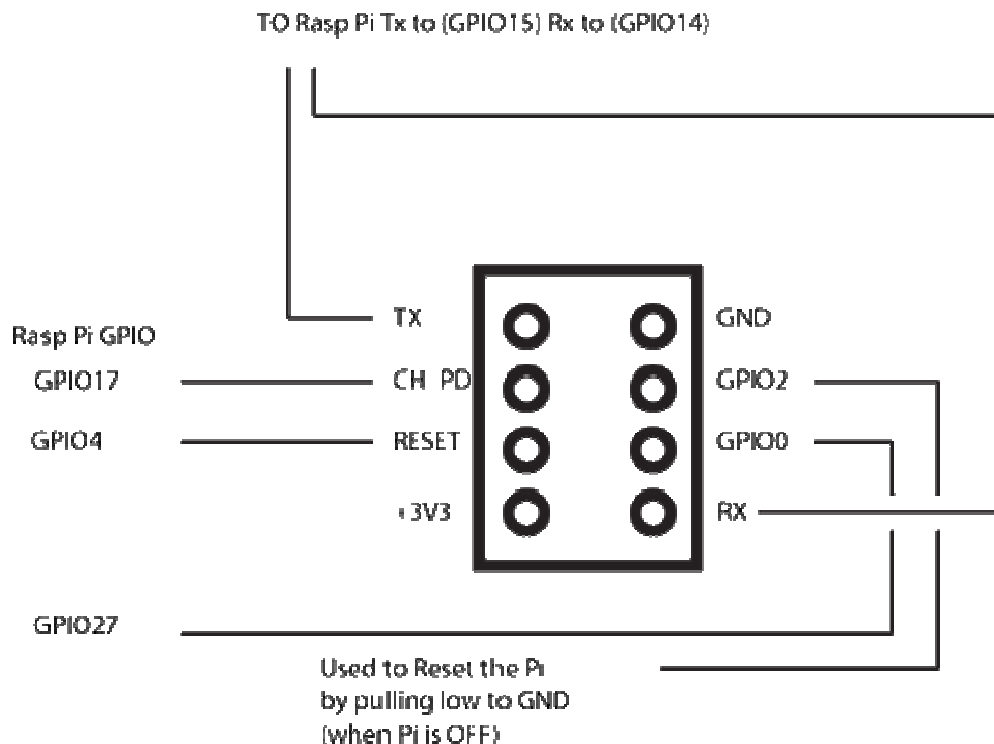 TO Rasp Pi Tx to (GPIO15) Rx to (GPIO14)
TX
GND
Rasp Pi GPIO
GPIO17
CH PD
GPIO2
GPIO4
RESET
GPIO0
+3V3
RX
GPIO27
Used to Reset the Pi
by pulling low to GND
(when Pi is OFF)